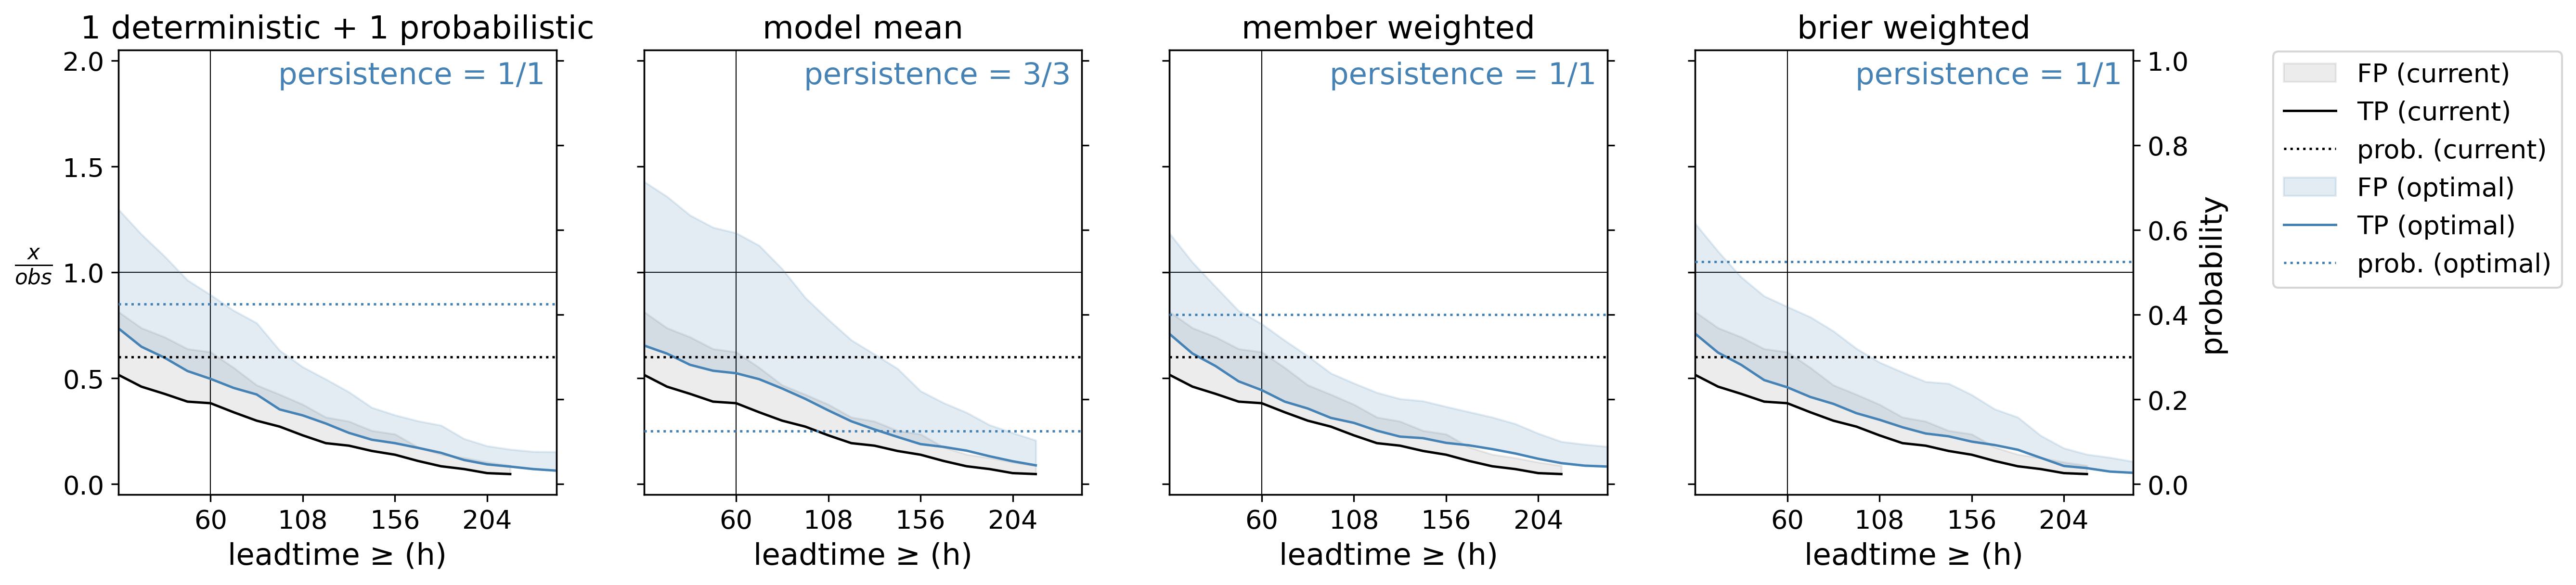 1 deterministic + 1 probabilistic
model mean
member weighted
brier weighted
persistence = 1/1
persistence = 3/3
persistence = 1/1
persistence = 1/1
2.0
1.5
1.0
0.5
0.0
x
obs
60 108 156 204
60 108 156 204
60 108 156 204
60 108 156 204
leadtime ≥ (h)
leadtime ≥ (h)
leadtime ≥ (h)
leadtime ≥ (h)
1.0
0.8
0.6
0.4
0.2
0.0
probability
FP (current)
TP (current)
prob. (current)
FP (optimal)
TP (optimal)
prob. (optimal)